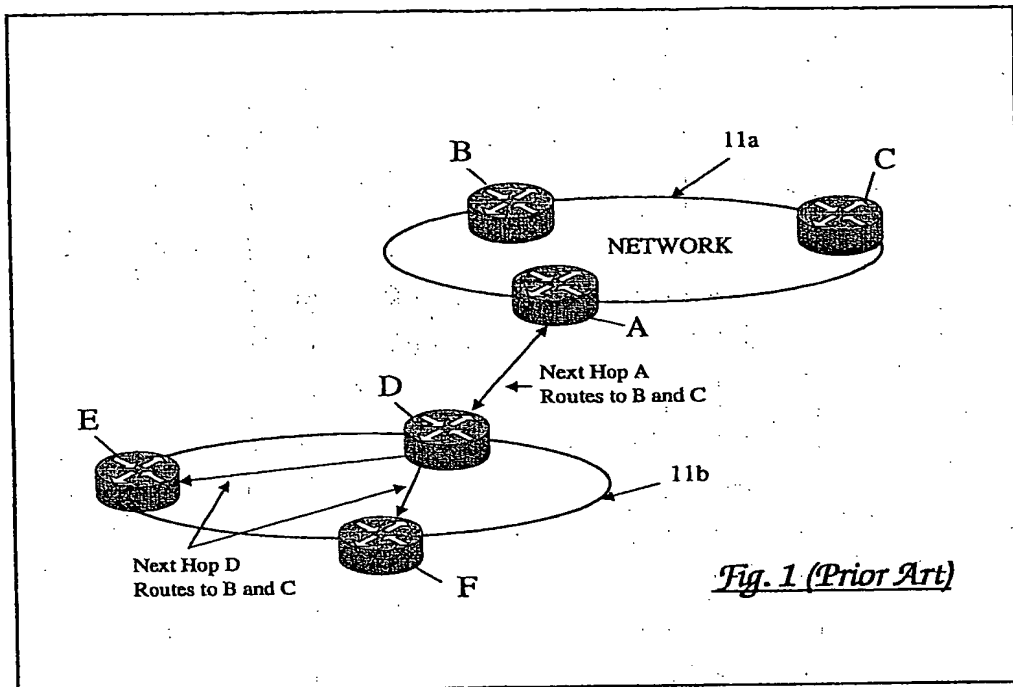 11a
B
C
NETWORK
A
Next Hop A
Routes to B and C
D
E
11b
Next Hop D
Routes to B and C
F
Fig. 1 (Prior Art)